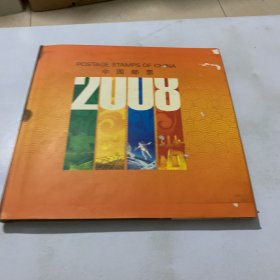 POSTAGE STAMPS OF CHINA
中国邮票
2008